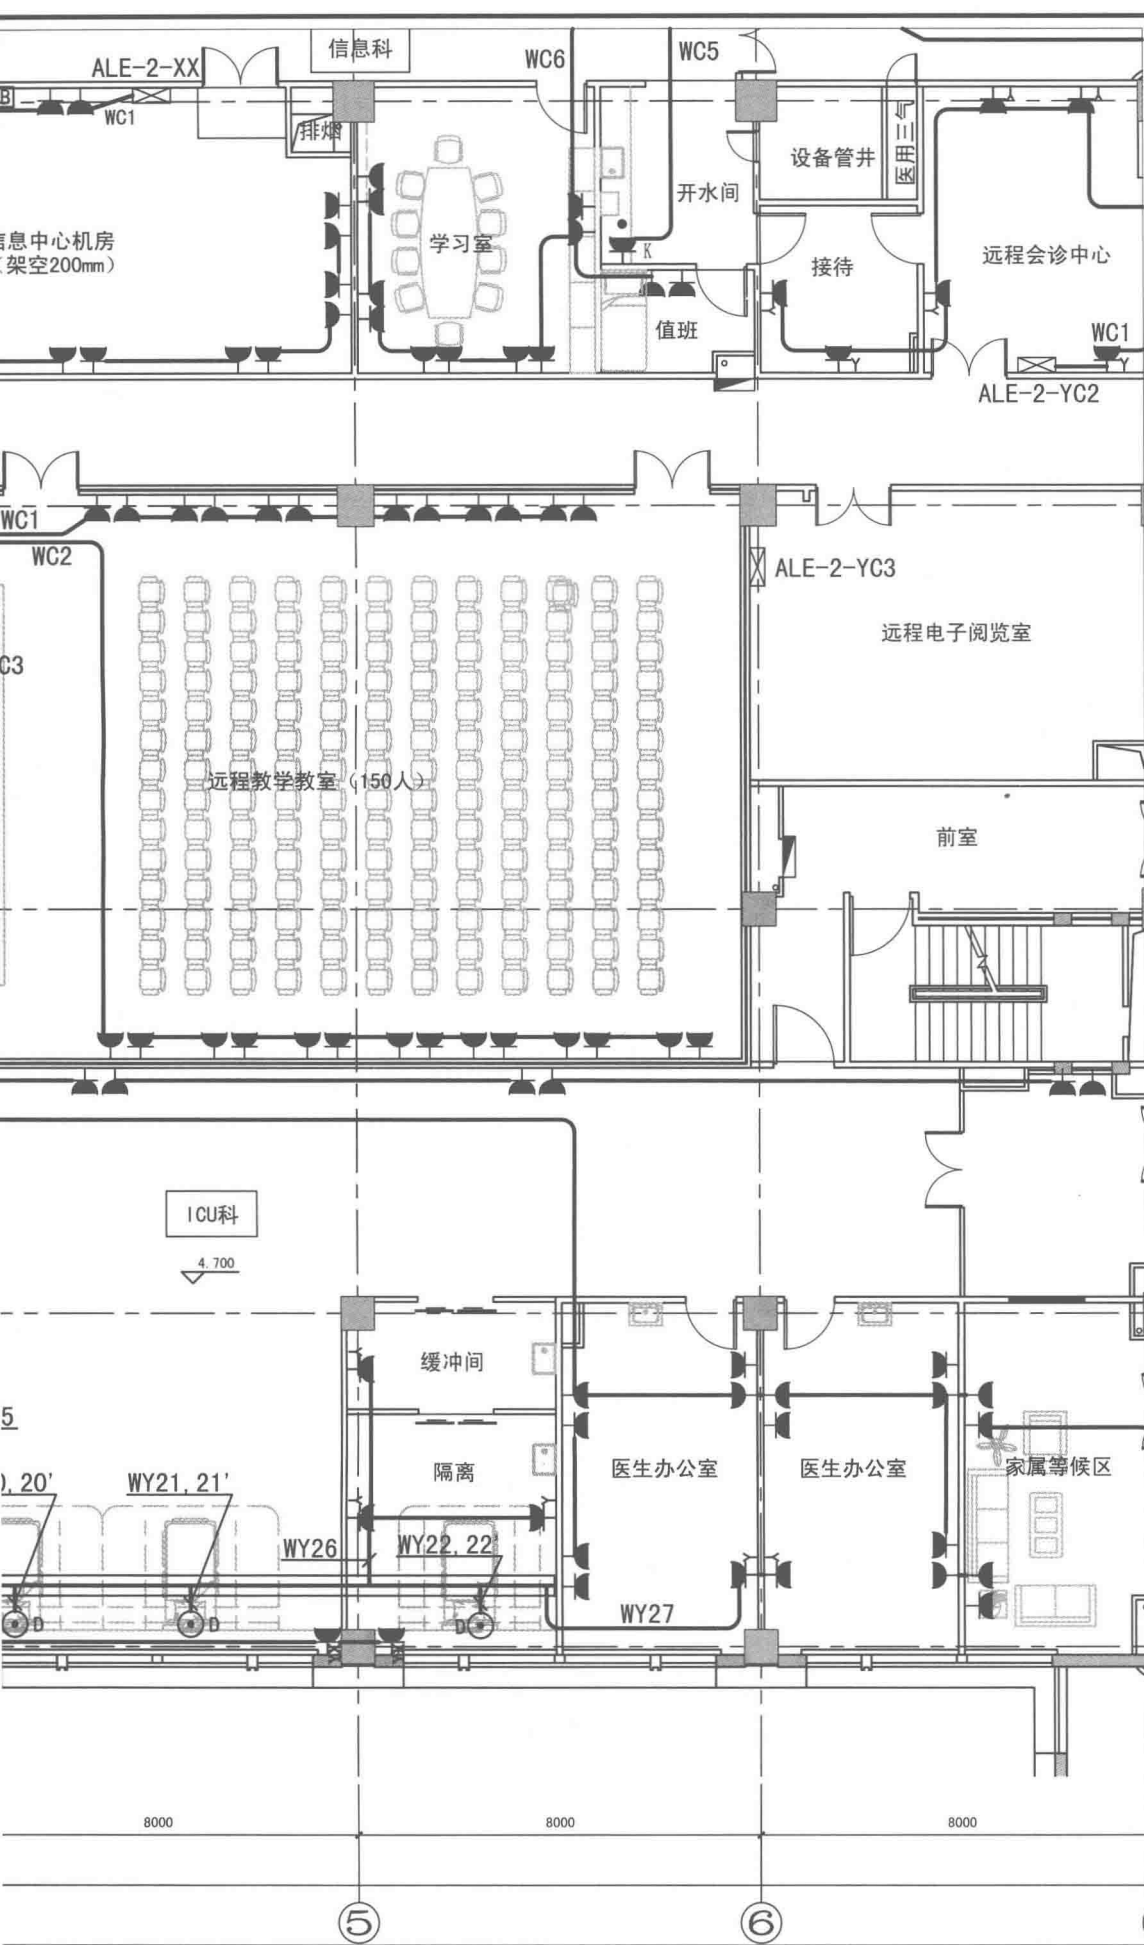 信息科
WC6
WC5
ALE-2-XX
B
WC1
排烟
设备管井
医用三气
开水间
学习室
K
信息中心机房
（架空200mm）
接待
远程会诊中心
值班
WC1
Y
Y
ALE-2-YC2
WC1
WC2
ALE-2-YC3
远程电子阅览室
C3
远程教学教室（150人）
前室
ICU科
4.700
缓冲间
5
隔离
医生办公室
医生办公室
家属等候区
0,20'
WY21,21'
WY26
WY22,22'
WY27
D
D
D
8000
8000
8000
5
6